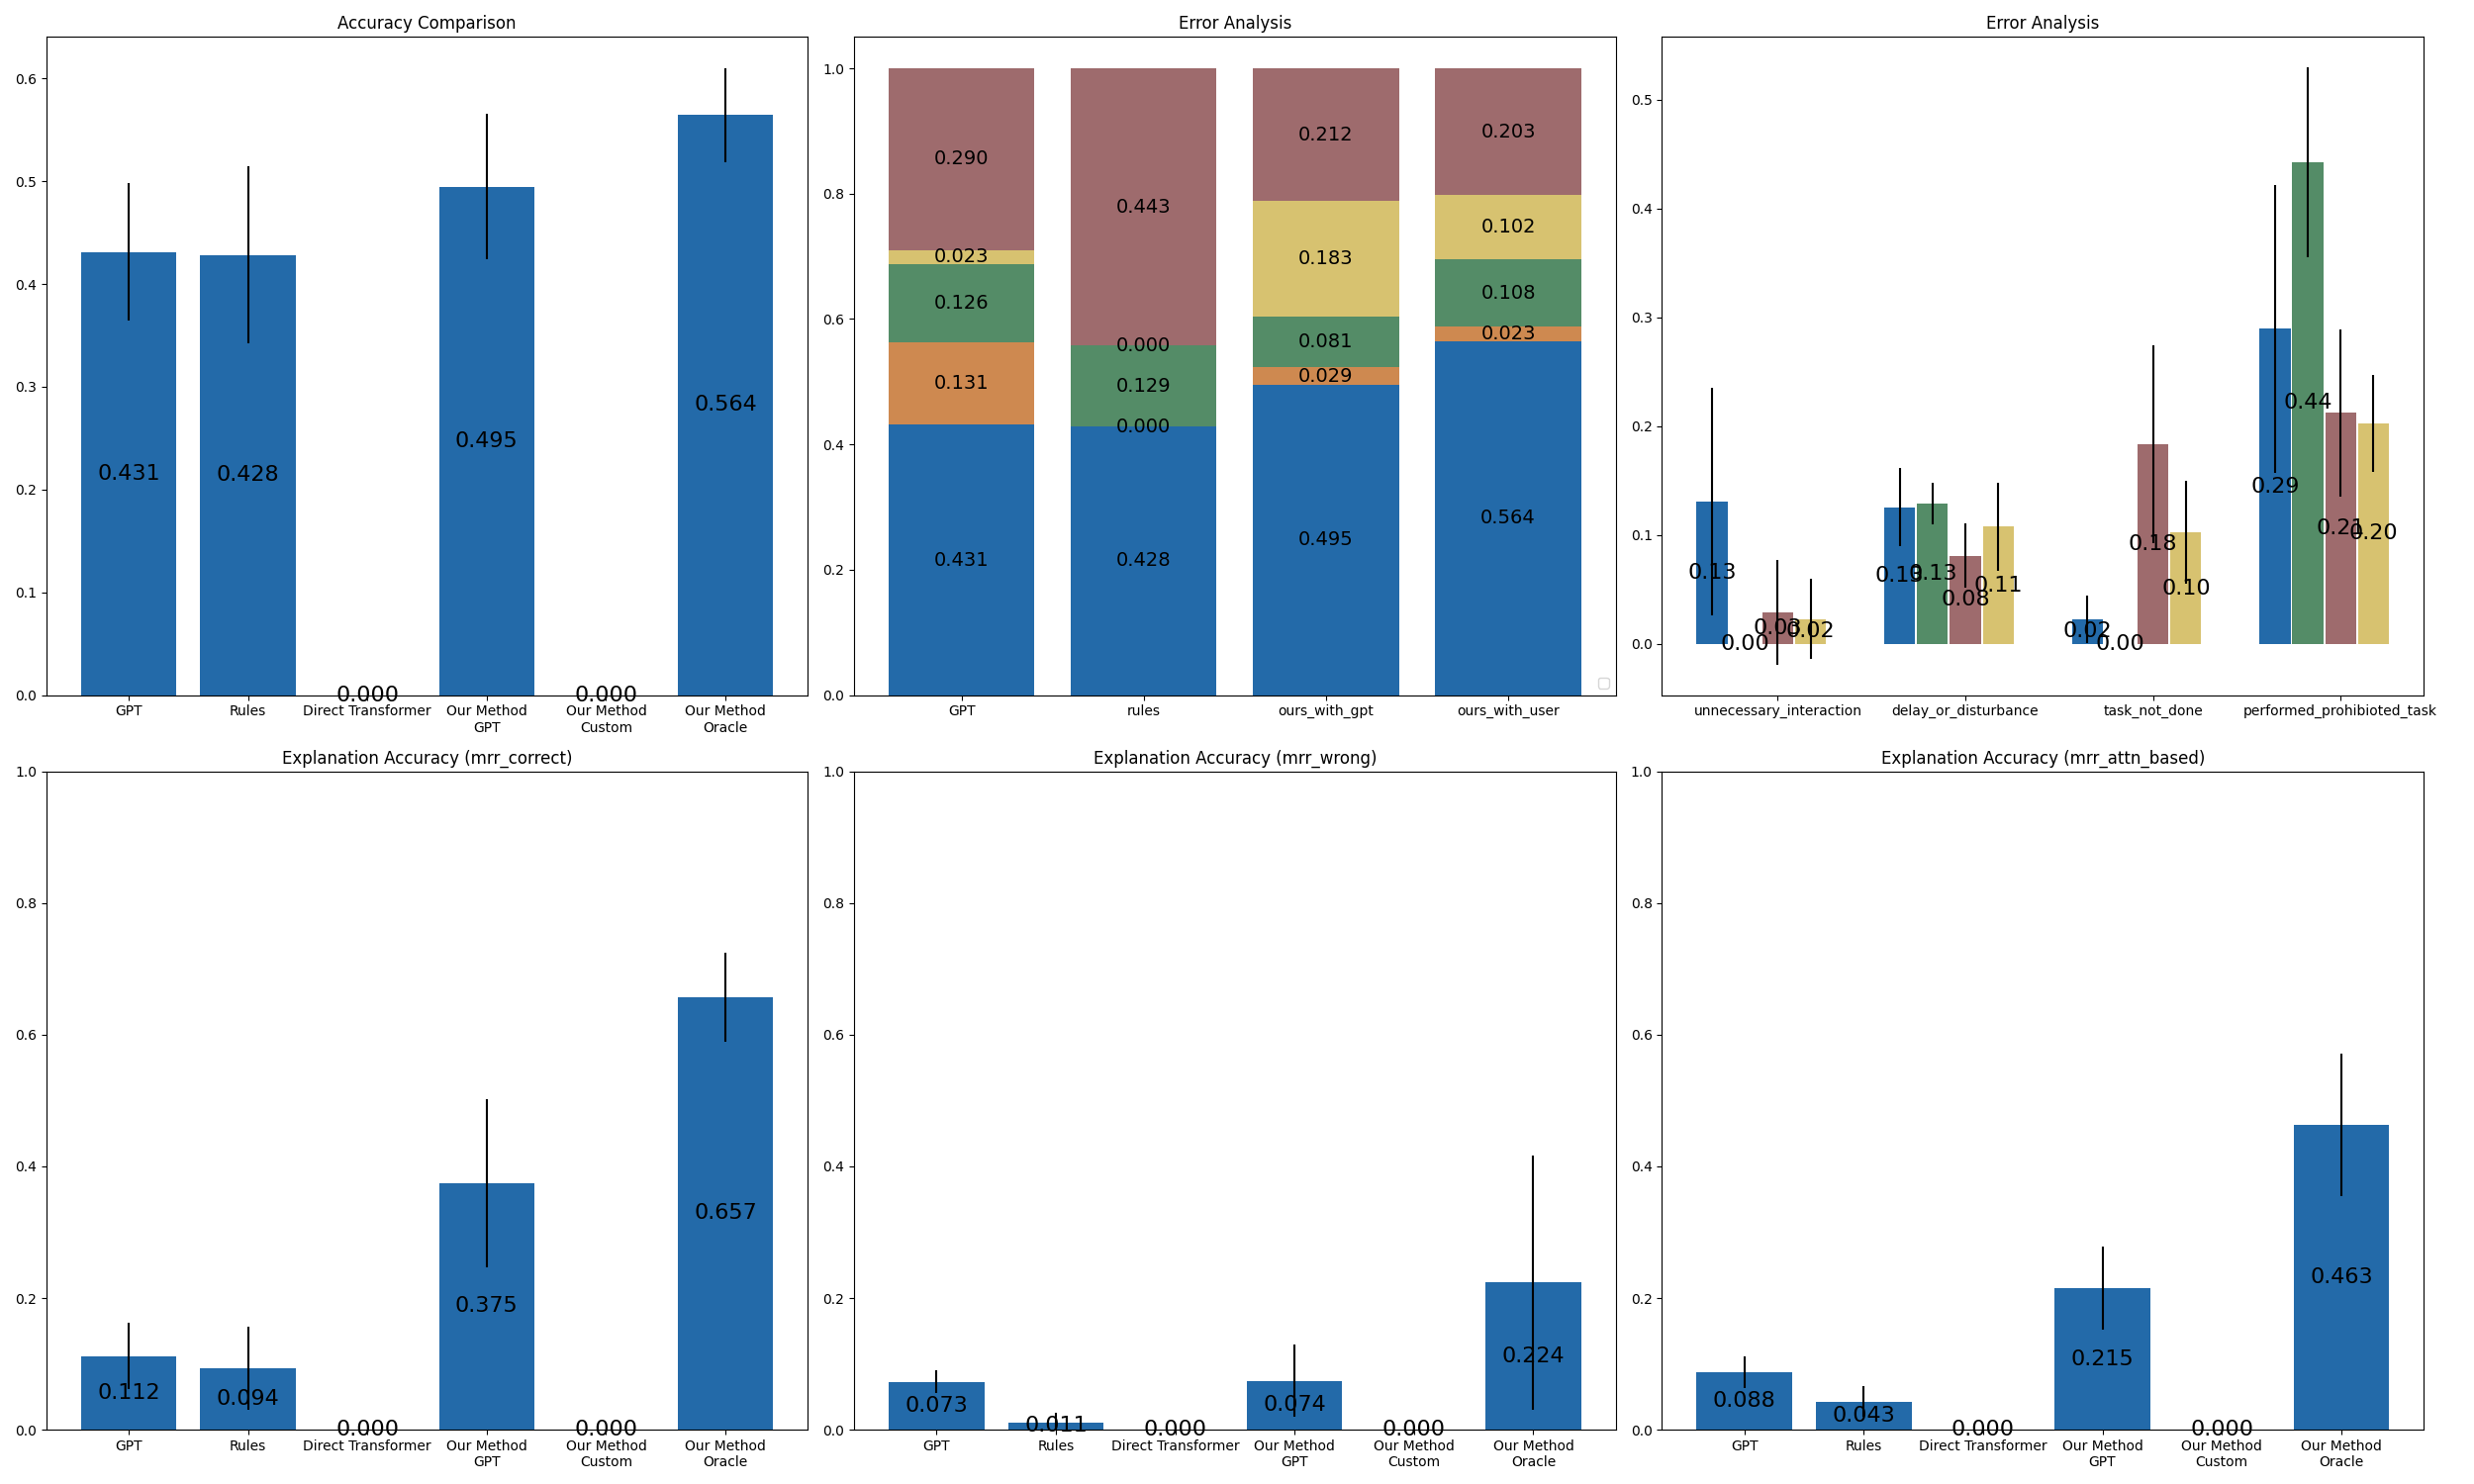 Accuracy Comparison
0.6
0.5
0.4
0.3
0.2
0.1
0.0
0.431
0.428
0.000
0.495
0.000
0.564
GPT
Rules
Direct Transformer
Our Method
GPT
Our Method
Custom
Our Method
Oracle
Error Analysis
1.0
0.8
0.6
0.4
0.2
0.0
0.290
0.023
0.126
0.131
0.431
0.443
0.000
0.129
0.000
0.428
0.212
0.183
0.081
0.029
0.495
0.203
0.102
0.108
0.023
0.564
GPT
rules
ours_with_gpt
ours_with_user
Error Analysis
0.5
0.4
0.3
0.2
0.1
0.0
0.13
0.00
0.03
0.02
0.13
0.13
0.08
0.11
0.02
0.00
0.18
0.10
0.29
0.44
0.21
0.20
unnecessary_interaction
delay_or_disturbance
task_not_done
performed_prohibioted_task
Explanation Accuracy (mrr_correct)
1.0
0.8
0.6
0.4
0.2
0.0
0.112
0.094
0.000
0.375
0.000
0.657
GPT
Rules
Direct Transformer
Our Method
GPT
Our Method
Custom
Our Method
Oracle
Explanation Accuracy (mrr_wrong)
1.0
0.8
0.6
0.4
0.2
0.0
0.073
0.011
0.000
0.074
0.000
0.224
GPT
Rules
Direct Transformer
Our Method
GPT
Our Method
Custom
Our Method
Oracle
Explanation Accuracy (mrr_attn_based)
1.0
0.8
0.6
0.4
0.2
0.0
0.088
0.043
0.000
0.215
0.000
0.463
GPT
Rules
Direct Transformer
Our Method
GPT
Our Method
Custom
Our Method
Oracle